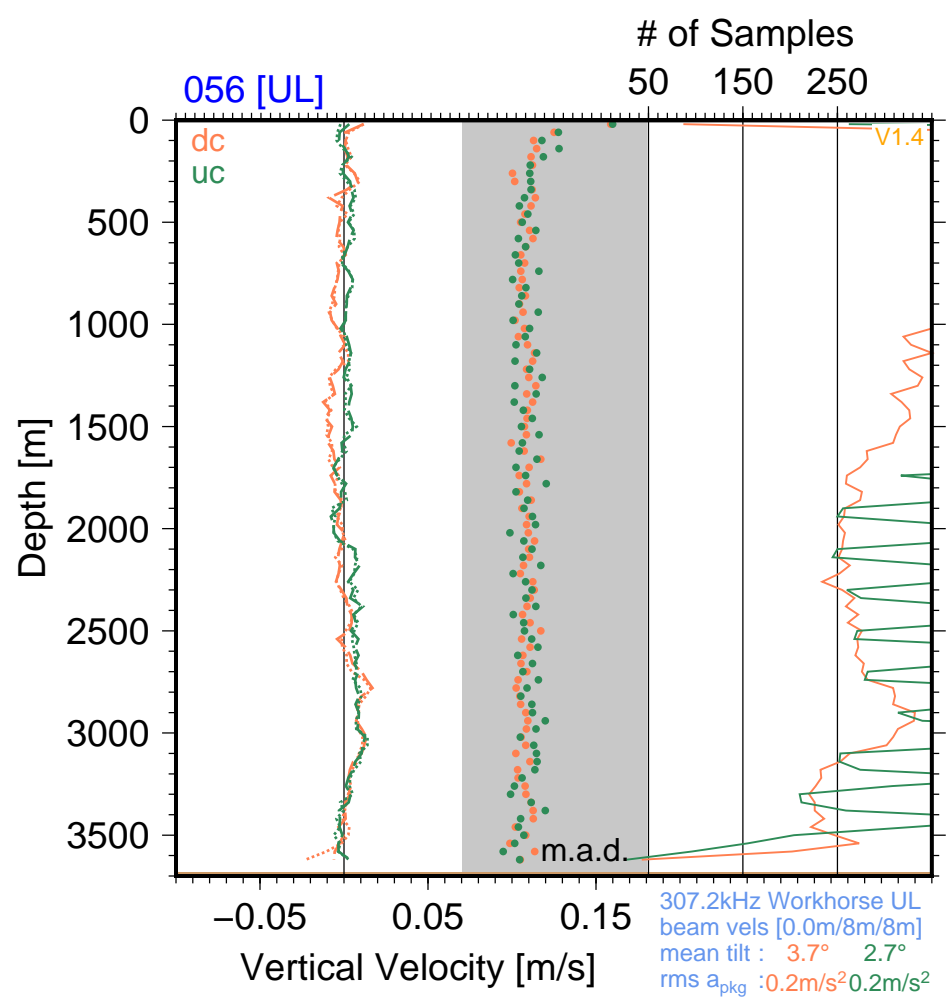 # of Samples
50 150 250
056 [UL]
dc
uc
V1.4
0
500
1000
1500
2000
2500
3000
3500
Depth [m]
m.a.d.
−0.05 0.05 0.15
Vertical Velocity [m/s]
307.2kHz Workhorse UL
beam vels [0.0m/8m/8m]
mean tilt : 3.7° 2.7°
rms a_pkg :0.2m/s² 0.2m/s²